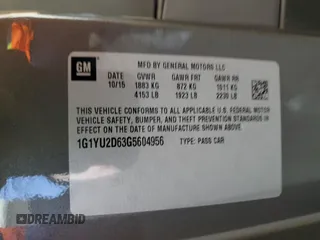 GM
MFD BY GENERAL MOTORS LLC
10/15 GVWR GAWR FRT GAWR RR
1883 KG 872 KG 1011 KG
4153 LB 1923 LB 2230 LB
THIS VEHICLE CONFORMS TO ALL APPLICABLE U.S. FEDERAL MOTOR
VEHICLE SAFETY, BUMPER, AND THEFT PREVENTION STANDARDS IN
EFFECT ON THE DATE OF MANUFACTURE SHOWN ABOVE.
1G1YU2D63G5604956 TYPE: PASS CAR
DREAMBID